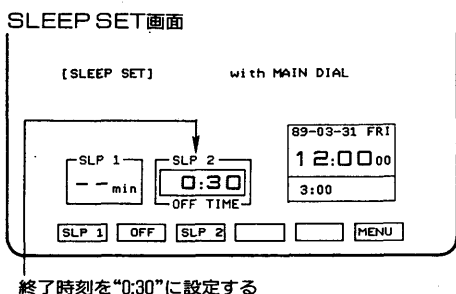 SLEEP SET画面
[SLEEP SET] with MAIN DIAL
89-03-31 FRI
12:00 00
SLP 1 SLP 2
--min 0:30
3:00
OFF TIME
SLP 1 OFF SLP 2 MENU
終了時刻を“0:30”に設定する